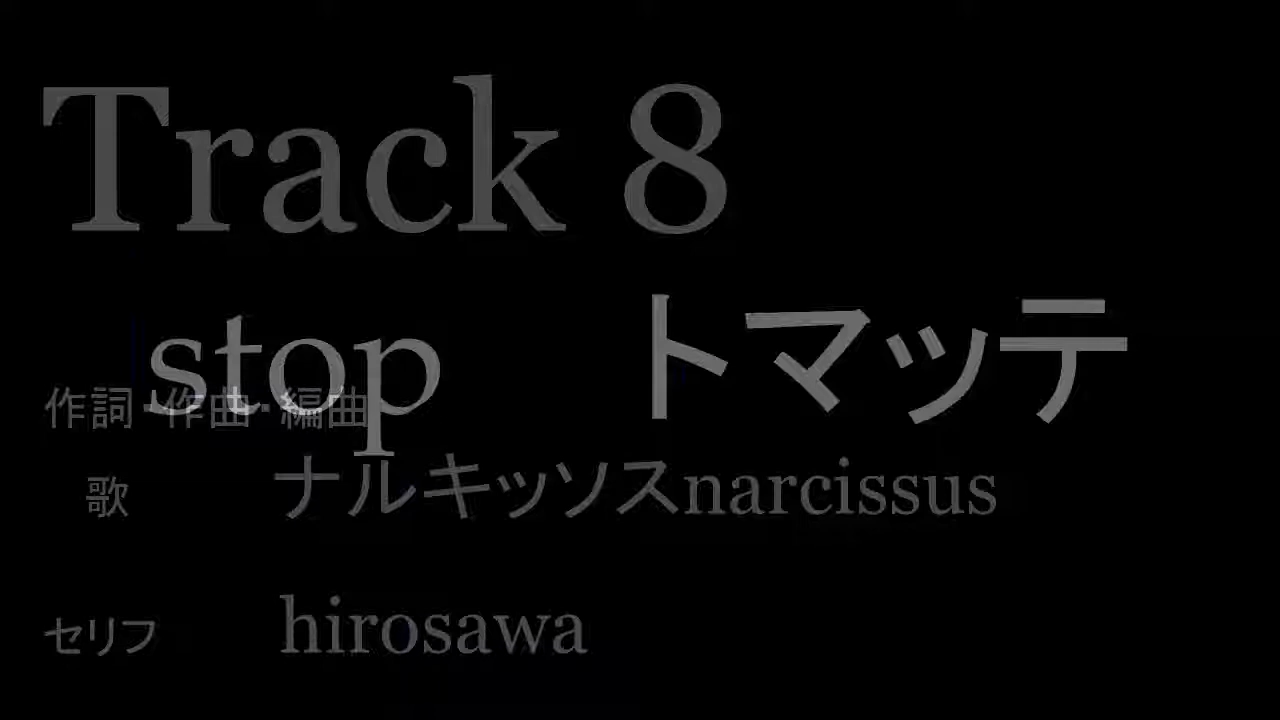 Track 8
stop トマッテ
作詞・作曲・編曲
歌 ナルキッソスnarcissus
セリフ hirosawa